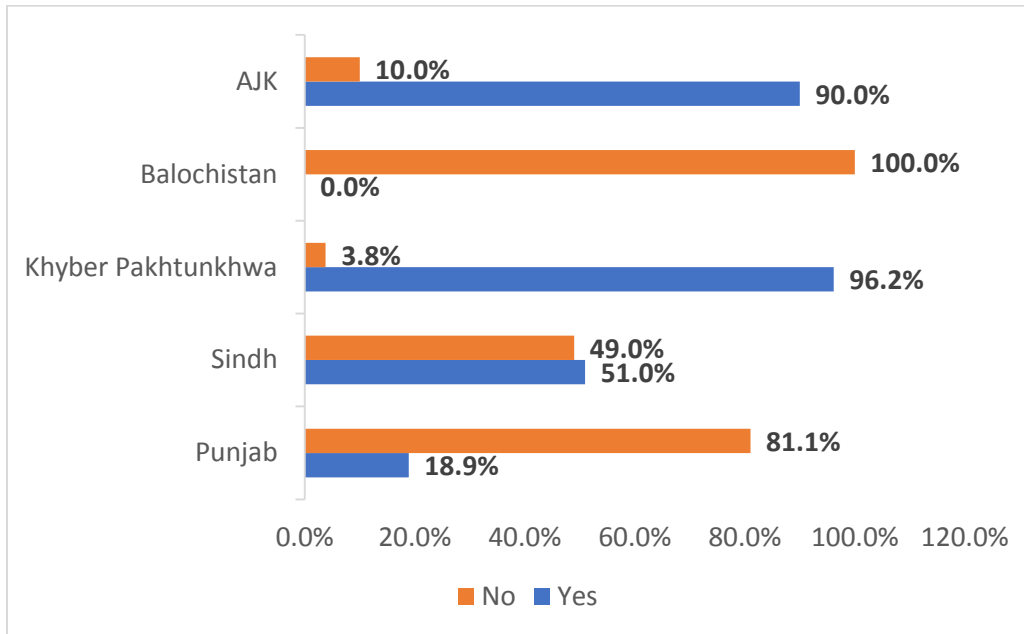 AJK
10.0%
90.0%
Balochistan
100.0%
0.0%
Khyber Pakhtunkhwa
3.8%
96.2%
Sindh
49.0%
51.0%
Punjab
81.1%
18.9%
0.0% 20.0% 40.0% 60.0% 80.0% 100.0% 120.0%
No Yes